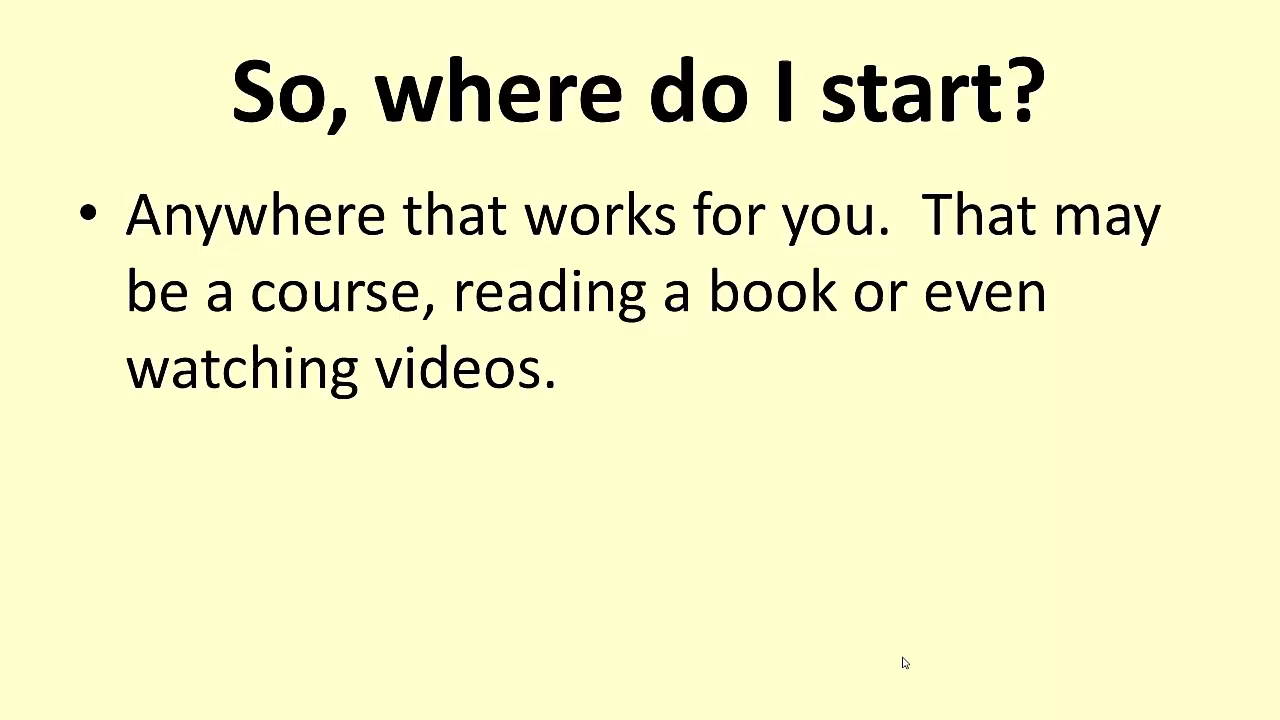 So, where do I start?
• Anywhere that works for you.  That may
be a course, reading a book or even
watching videos.